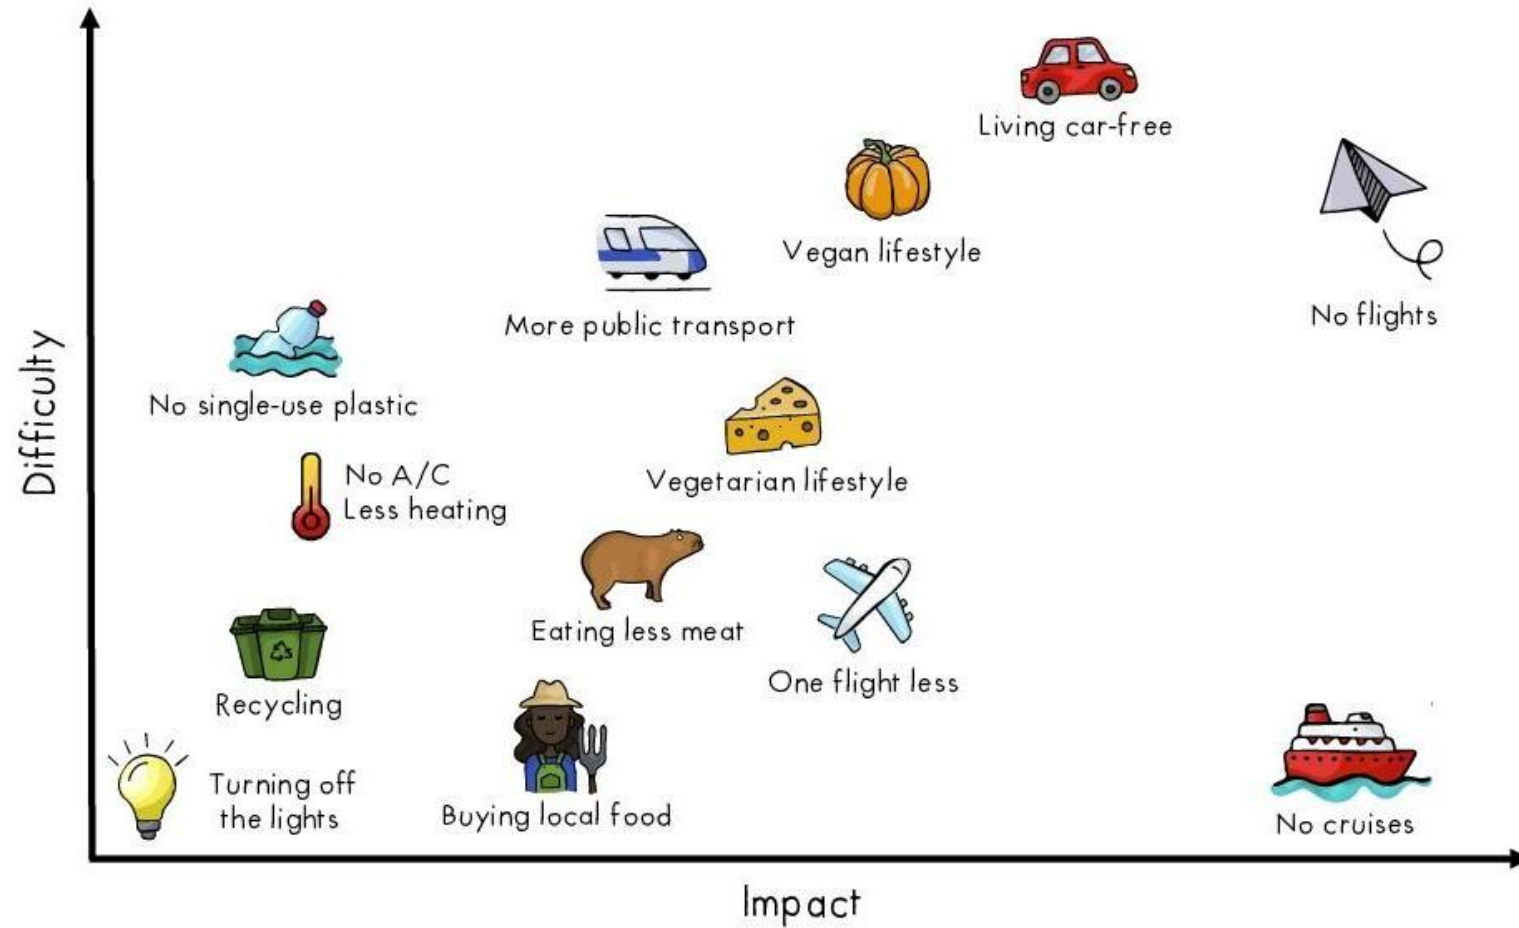 Living car-free
Vegan lifestyle
No flights
More public transport
Difficulty
No single-use plastic
No A/C
Less heating
Vegetarian lifestyle
Eating less meat
One flight less
Recycling
Turning off
the lights
Buying local food
No cruises
Impact